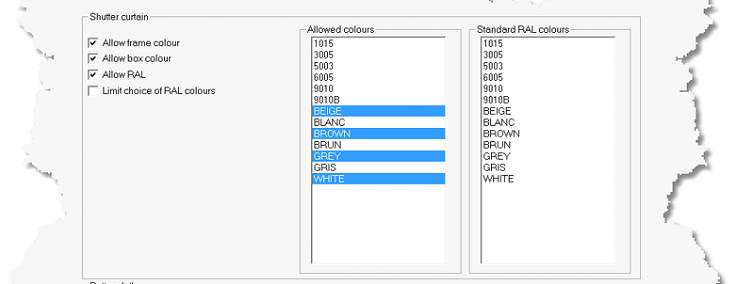 Shutter curtain
Allow frame colour
Allow box colour
Allow RAL
Limit choice of RAL colours
Allowed colours
1015
3005
5003
6005
9010
9010B
BEIGE
BLANC
BROWN
BRUN
GREY
GRIS
WHITE
Standard RAL colours
1015
3005
5003
6005
9010
9010B
BEIGE
BLANC
BROWN
BRUN
GREY
GRIS
WHITE